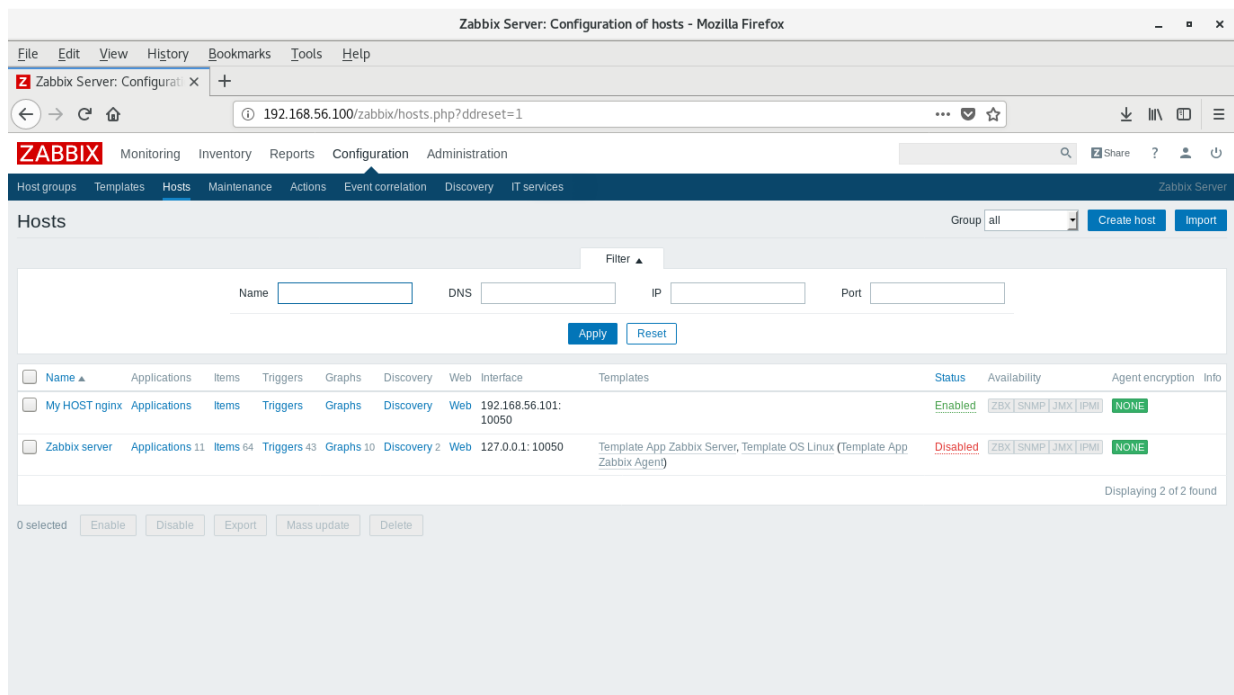 Zabbix Server: Configuration of hosts - Mozilla Firefox
File Edit View History Bookmarks Tools Help
Z Zabbix Server: Configurati
192.168.56.100/zabbix/hosts.php?ddreset=1
ZABBIX Monitoring Inventory Reports Configuration Administration Z Share ?
Host groups Templates Hosts Maintenance Actions Event correlation Discovery IT services Zabbix Server
Hosts Group all Create host Import
Filter ▲
Name DNS IP Port
Apply Reset
Name ▲ Applications Items Triggers Graphs Discovery Web Interface Templates Status Availability Agent encryption Info
My HOST nginx Applications Items Triggers Graphs Discovery Web 192.168.56.101: Enabled ZBX SNMP JMX IPMI NONE
10050
Zabbix server Applications 11 Items 64 Triggers 43 Graphs 10 Discovery 2 Web 127.0.0.1: 10050 Template App Zabbix Server, Template OS Linux (Template App Disabled ZBX SNMP JMX IPMI NONE
Zabbix Agent)
Displaying 2 of 2 found
0 selected Enable Disable Export Mass update Delete